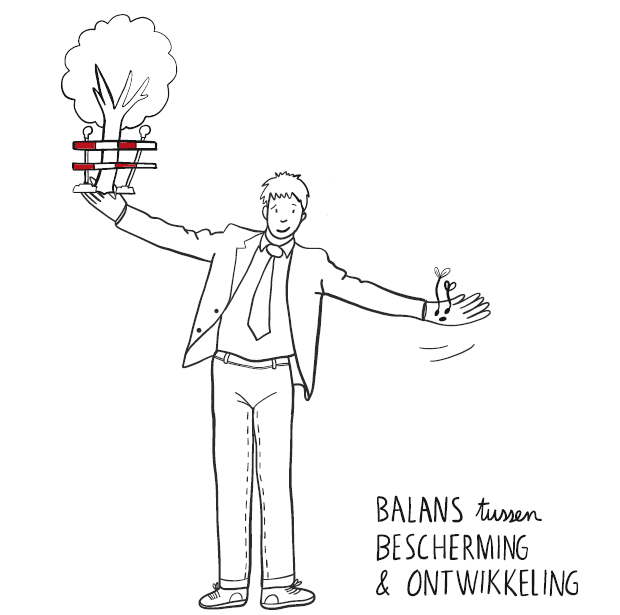 BALANS tussen
BESCHERMING
& ONTWIKKELING